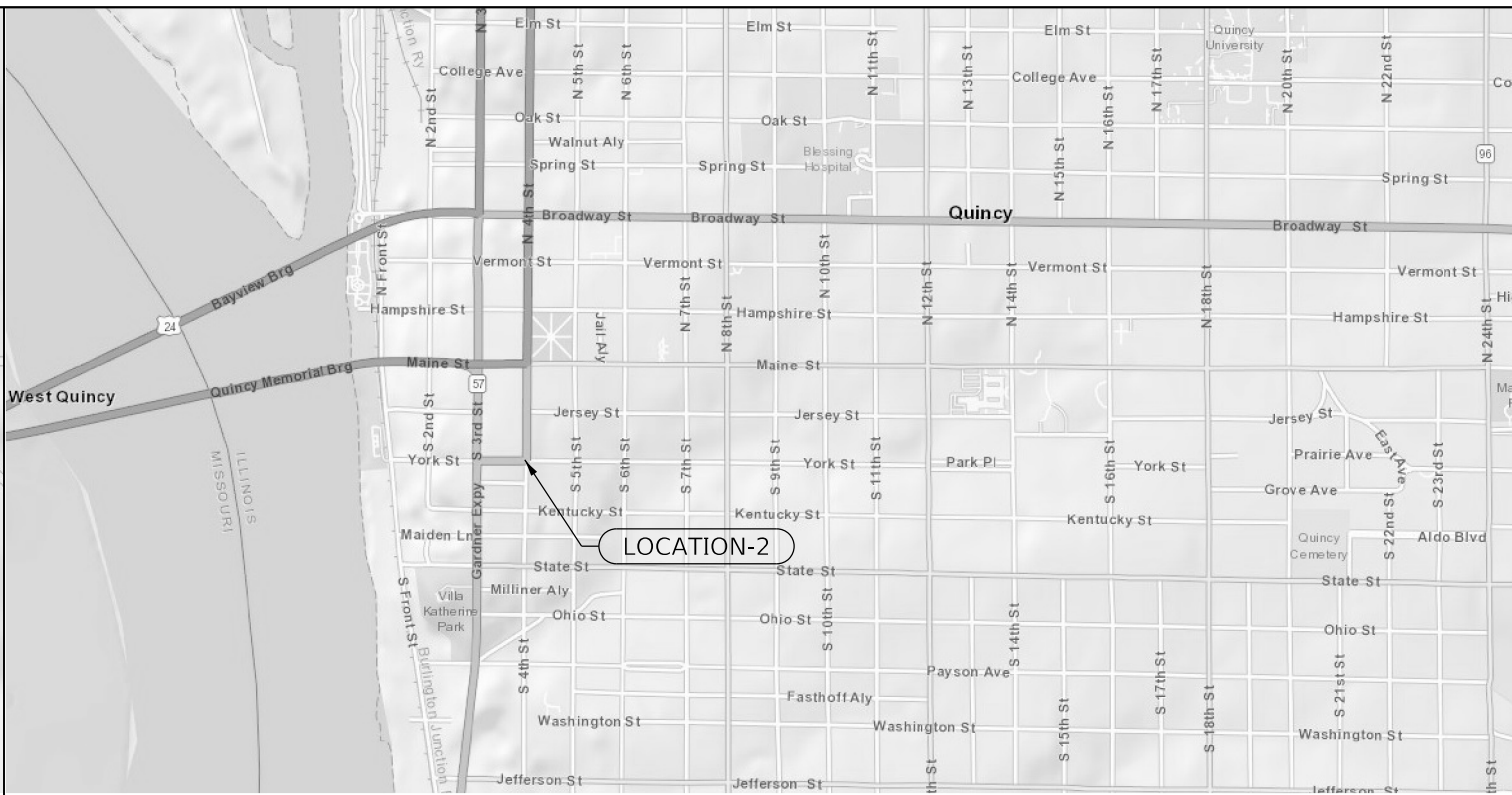 Elm St
Elm St
Elm St
Quincy
University
N 3
ction Ry
College Ave
College Ave
Co
N 2nd St
N 5th St
N 6th St
N 11th St
N 13th St
N 16th St
N 17th St
N 20th St
N 22nd St
Oak St
Oak St
Walnut Aly
Blessing
Hospital
96
Spring St
Spring St
Spring St
N 15th St
N 4th St
Broadway St
Broadway St
Quincy
Broadway St
N Front St
Vermont St
Vermont St
N 10th St
Vermont St
Vermont St
Bayview Brg
24
Hampshire St
Jail Aly
N 7th St
N 8th St
Hampshire St
N 12th St
N 14th St
N 18th St
Hampshire St
Hi
N 24th St
Maine St
Maine St
Quincy Memorial Brg
57
West Quincy
Ma
S 2nd St
S 3rd St
Jersey St
Jersey St
Jersey St
East Ave
York St
S 5th St
S 6th St
S 7th St
S 9th St
York St
S 11th St
Park Pl
S 16th St
York St
Prairie Ave
S 23rd St
Grove Ave
ILLINOIS
MISSOURI
Gardner Expy
Kentucky St
Kentucky St
Kentucky St
S 22nd St
Maiden Ln
LOCATION-2
Quincy
Cemetery
Aldo Blvd
State St
State St
State St
S Front St
Villa
Katherine
Park
Milliner Aly
Ohio St
Ohio St
S 10th St
S 14th St
Ohio St
Burlington Junction
S 4th St
Payson Ave
S 17th St
S 21st St
Fasthoff Aly
Washington St
Washington St
S 15th St
S 18th St
Washington St
Jefferson St
Jefferson St
th St
Jefferson St
th St